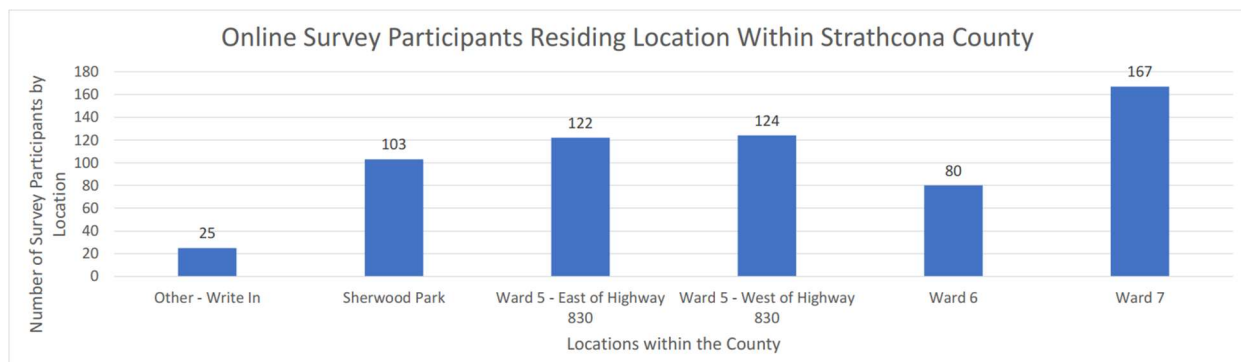 Online Survey Participants Residing Location Within Strathcona County
Number of Survey Participants by
Location
180
160
140
120
100
80
60
40
20
0
25
103
122
124
80
167
Other - Write In
Sherwood Park
Ward 5 - East of Highway
830
Ward 5 - West of Highway
830
Ward 6
Ward 7
Locations within the County